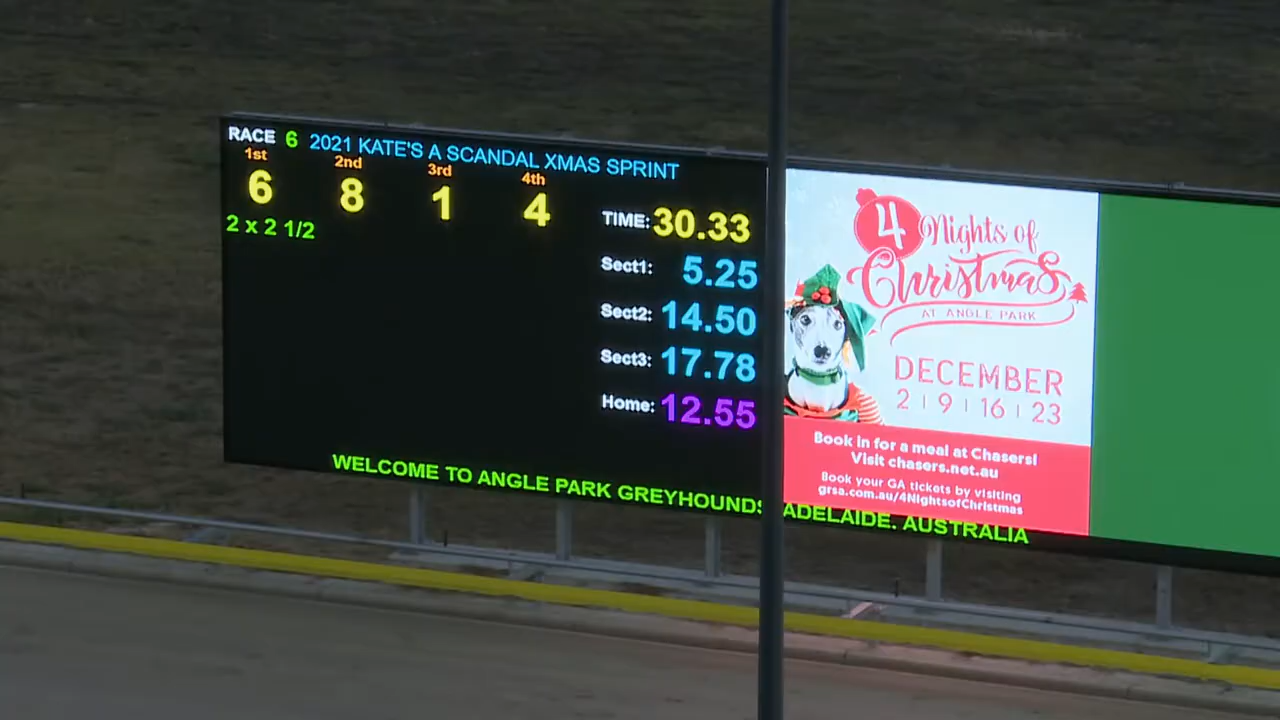 RACE 6 2021 KATE'S A SCANDAL XMAS SPRINT
1st 2nd 3rd 4th
6 8 1 4
2 x 2 1/2
TIME: 30.33
Sect1: 5.25
Sect2: 14.50
Sect3: 17.78
Home: 12.55
WELCOME TO ANGLE PARK GREYHOUNDS ADELAIDE. AUSTRALIA
4 Nights of
Christmas
AT ANGLE PARK
DECEMBER
2 | 9 | 16 | 23
Book in for a meal at Chasers!
Visit chasers.net.au
Book your GA tickets by visiting
grsa.com.au/4NightsofChristmas